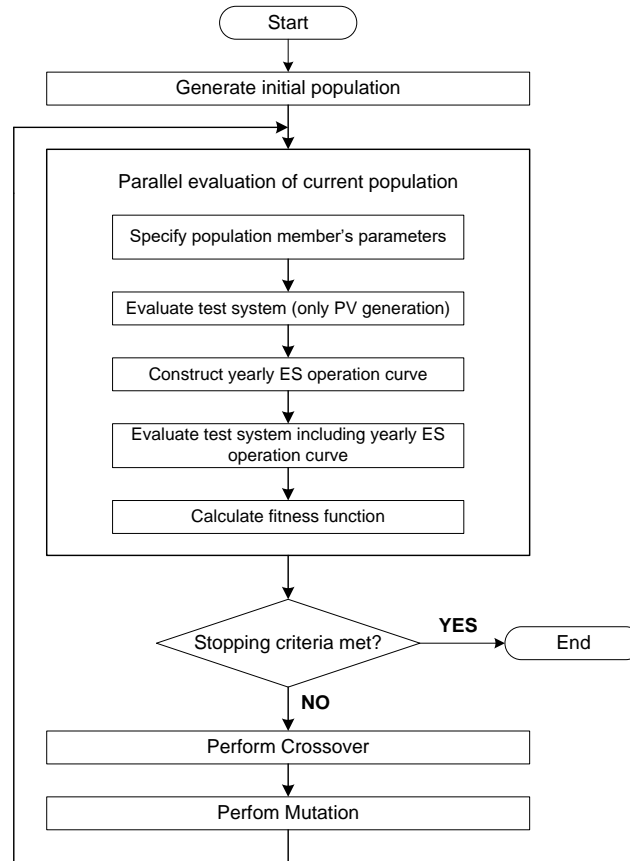 Start
Generate initial population
Parallel evaluation of current population
Specify population member's parameters
Evaluate test system (only PV generation)
Construct yearly ES operation curve
Evaluate test system including yearly ES
operation curve
Calculate fitness function
Stopping criteria met?
YES
End
NO
Perform Crossover
Perfom Mutation